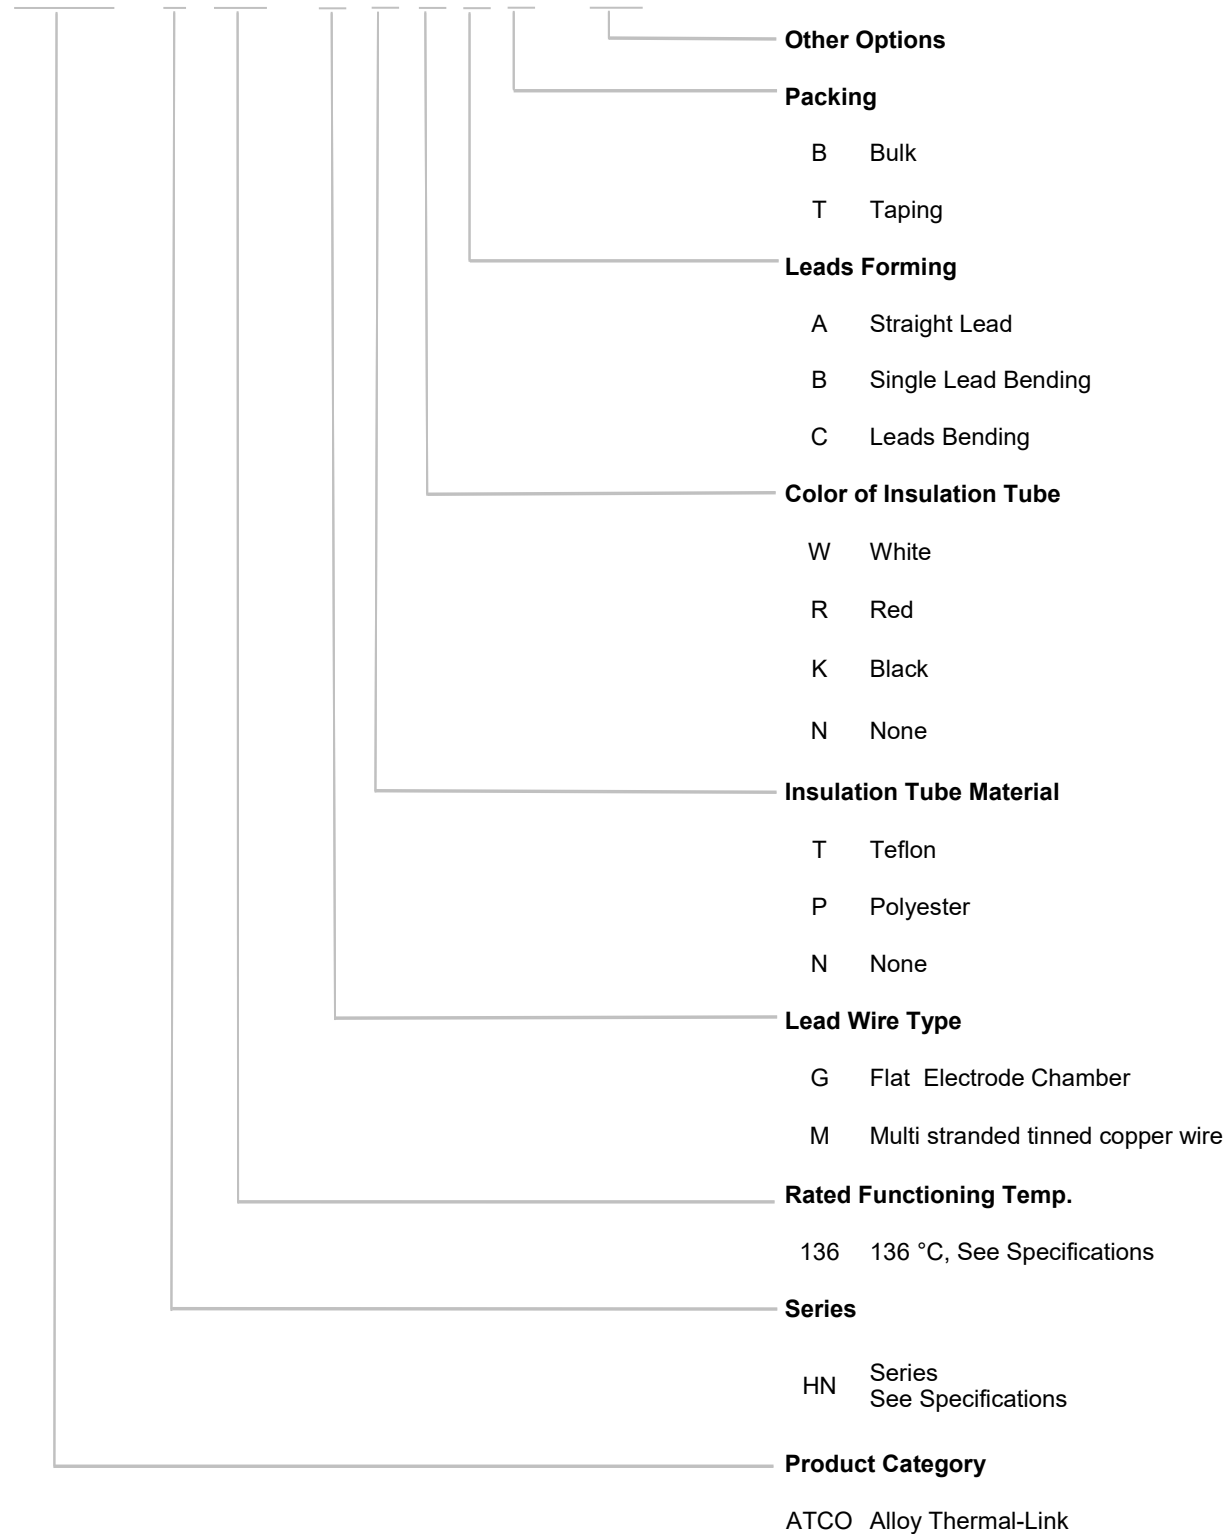 Other Options
Packing
B Bulk
T Taping
Leads Forming
A Straight Lead
B Single Lead Bending
C Leads Bending
Color of Insulation Tube
W White
R Red
K Black
N None
Insulation Tube Material
T Teflon
P Polyester
N None
Lead Wire Type
G Flat Electrode Chamber
M Multi stranded tinned copper wire
Rated Functioning Temp.
136 136 °C, See Specifications
Series
HN Series
See Specifications
Product Category
ATCO Alloy Thermal-Link